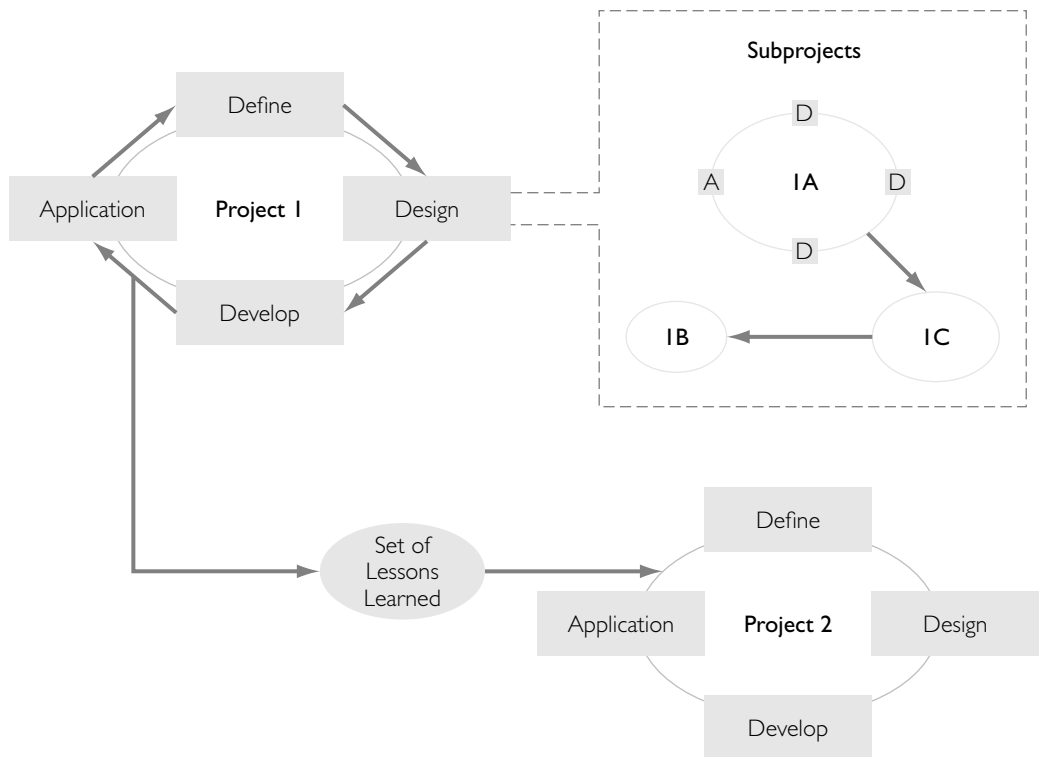 Subprojects
D
A
1A
D
D
1B
1C
Define
Application
Project 1
Design
Develop
Set of
Lessons
Learned
Define
Application
Project 2
Design
Develop